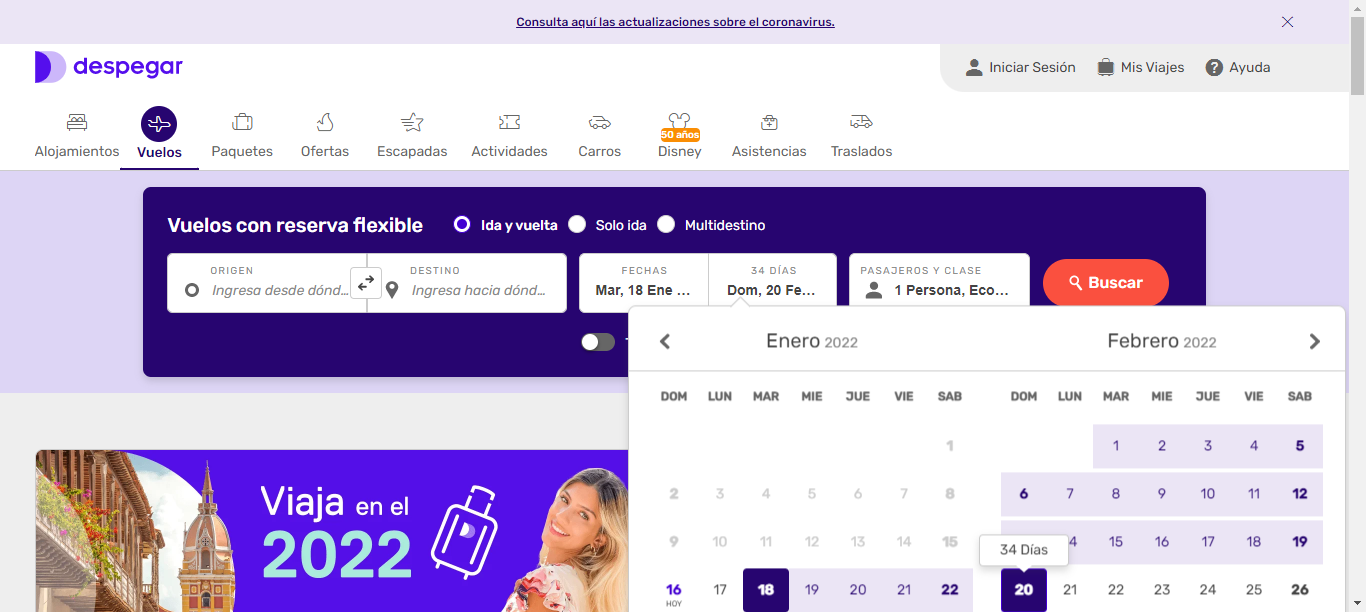 Consulta aquí las actualizaciones sobre el coronavirus.
despegar
Iniciar Sesión Mis Viajes Ayuda
50 años
Alojamientos Vuelos Paquetes Ofertas Escapadas Actividades Carros Disney Asistencias Traslados
Vuelos con reserva flexible Ida y vuelta Solo ida Multidestino
ORIGEN DESTINO FECHAS 34 DÍAS PASAJEROS Y CLASE
Ingresa desde dónd... Ingresa hacia dónd... Mar, 18 Ene ... Dom, 20 Fe... 1 Persona, Eco... Buscar
Enero 2022 Febrero 2022
DOM LUN MAR MIE JUE VIE SAB DOM LUN MAR MIE JUE VIE SAB
1 1 2 3 4 5
2 3 4 5 6 7 8 6 7 8 9 10 11 12
9 10 11 12 13 14 15 15 16 17 18 19
34 Días
16 17 18 19 20 21 22 20 21 22 23 24 25 26
HOY
Viaja en el
2022